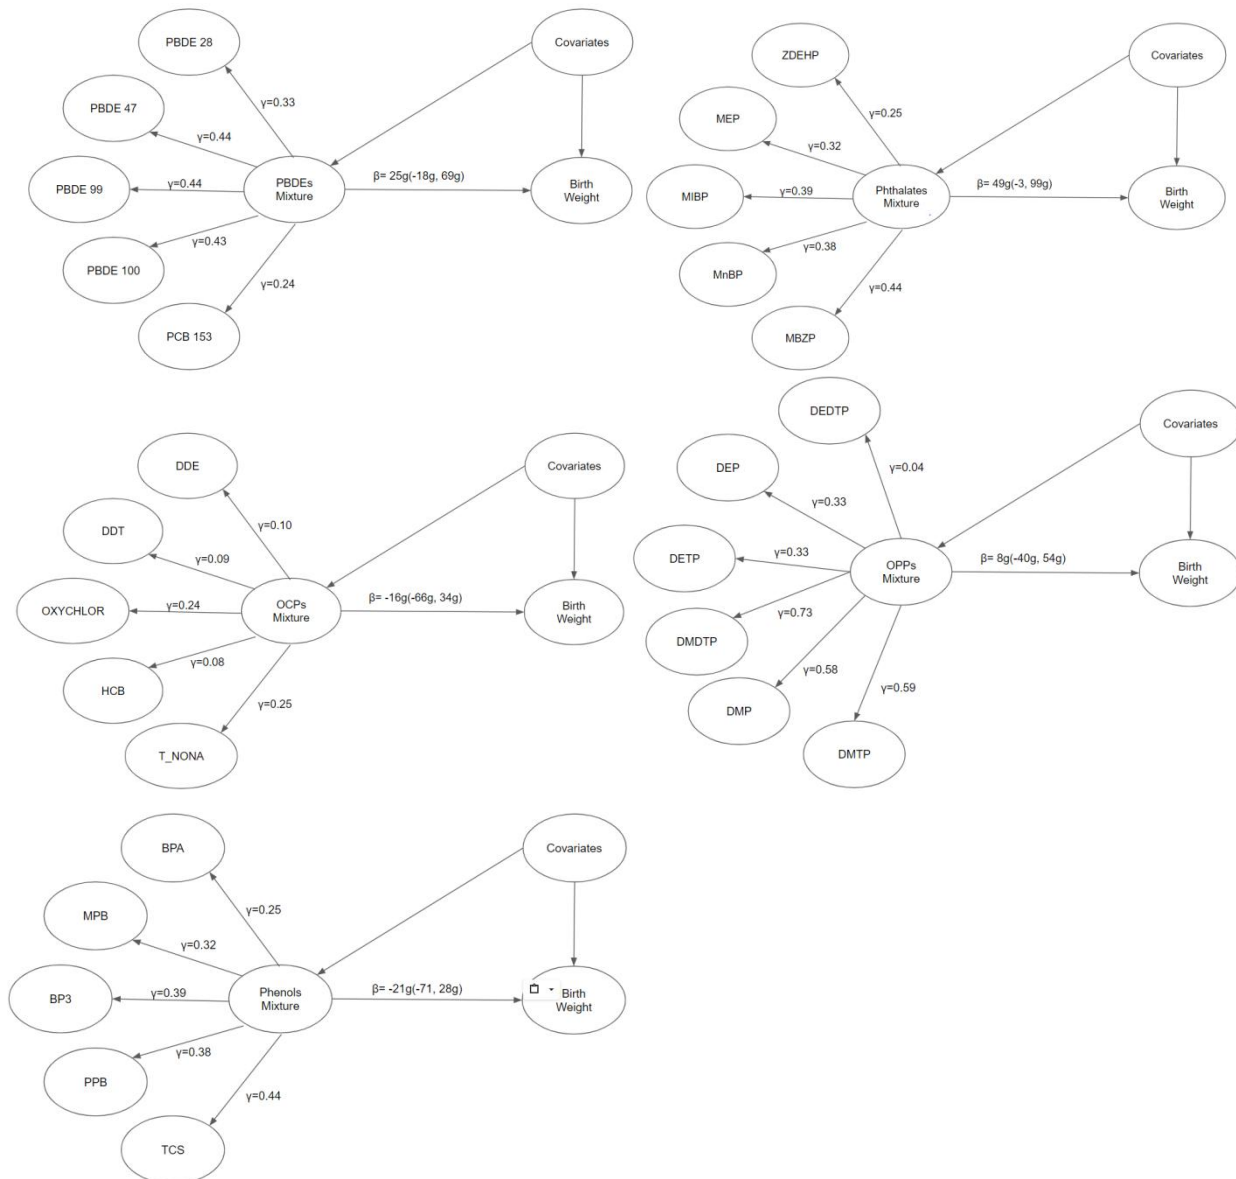 PBDE 28
Covariates
PBDE 47
γ=0.33
γ=0.44
PBDE 99
γ=0.44
PBDEs
Mixture
β= 25g(-18g, 69g)
Birth
Weight
γ=0.43
PBDE 100
γ=0.24
PCB 153
ZDEHP
Covariates
MEP
γ=0.25
γ=0.32
MIBP
γ=0.39
Phthalates
Mixture
β= 49g(-3, 99g)
Birth
Weight
γ=0.38
MnBP
γ=0.44
MBZP
DDE
Covariates
DDT
γ=0.10
γ=0.09
OXYCHLOR
γ=0.24
OCPs
Mixture
β= -16g(-66g, 34g)
Birth
Weight
γ=0.08
HCB
γ=0.25
T_NONA
DEDTP
Covariates
DEP
γ=0.04
γ=0.33
DETP
γ=0.33
OPPs
Mixture
β= 8g(-40g, 54g)
Birth
Weight
γ=0.73
DMDTP
γ=0.58
γ=0.59
DMP
DMTP
BPA
Covariates
MPB
γ=0.25
γ=0.32
BP3
γ=0.39
Phenols
Mixture
β= -21g(-71, 28g)
Birth
Weight
γ=0.38
PPB
γ=0.44
TCS